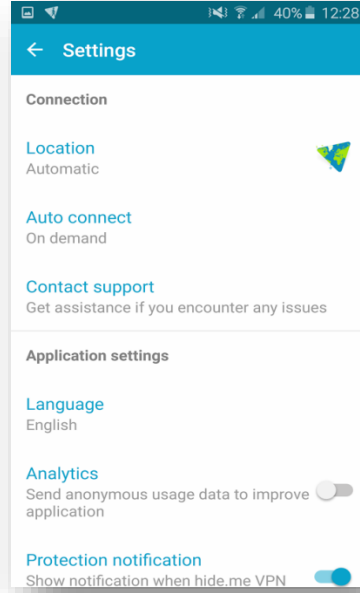 40% 12:28
Settings
Connection
Location
Automatic
Auto connect
On demand
Contact support
Get assistance if you encounter any issues
Application settings
Language
English
Analytics
Send anonymous usage data to improve
application
Protection notification
Show notification when hide.me VPN